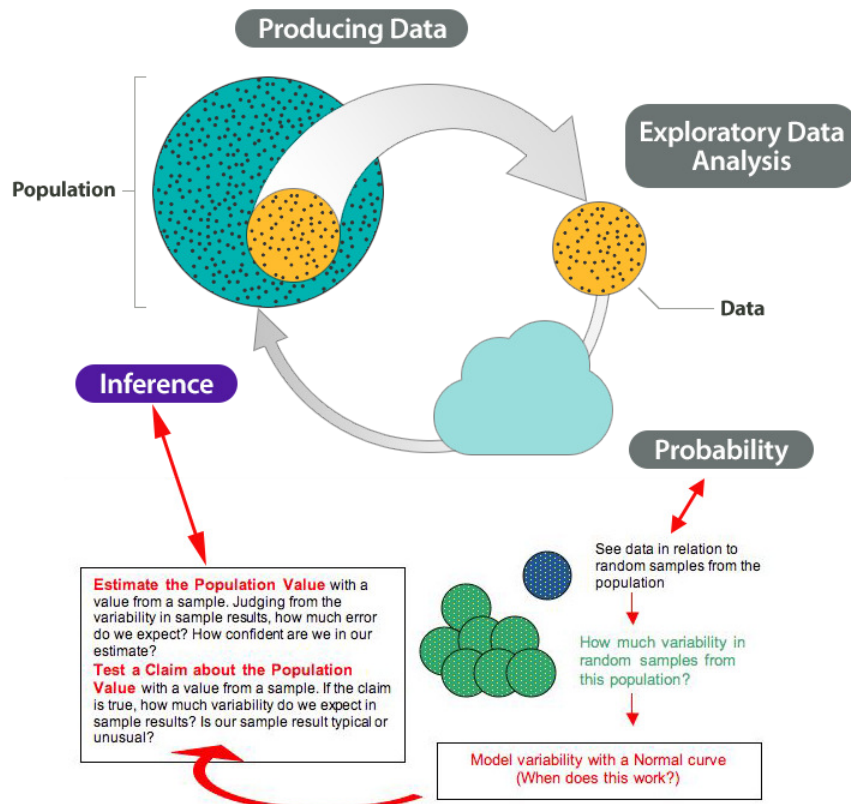 Producing Data
Exploratory Data
Analysis
Population
Data
Inference
Probability
See data in relation to
random samples from the
population
How much variability in
random samples from
this population?
Estimate the Population Value with a
value from a sample. Judging from the
variability in sample results, how much error
do we expect? How confident are we in our
estimate?
Test a Claim about the Population
Value with a value from a sample. If the claim
is true, how much variability do we expect in
sample results? Is our sample result typical or
unusual?
Model variability with a Normal curve
(When does this work?)